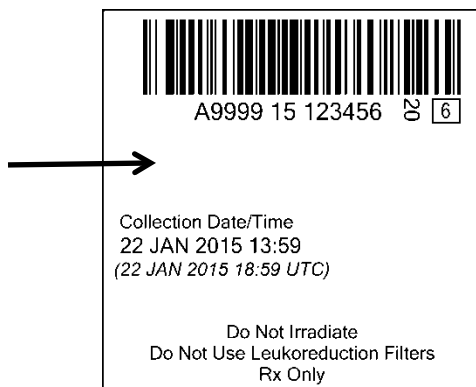 A9999 15 123456 20 6
Collection Date/Time
22 JAN 2015 13:59
(22 JAN 2015 18:59 UTC)
Do Not Irradiate
Do Not Use Leukoreduction Filters
Rx Only